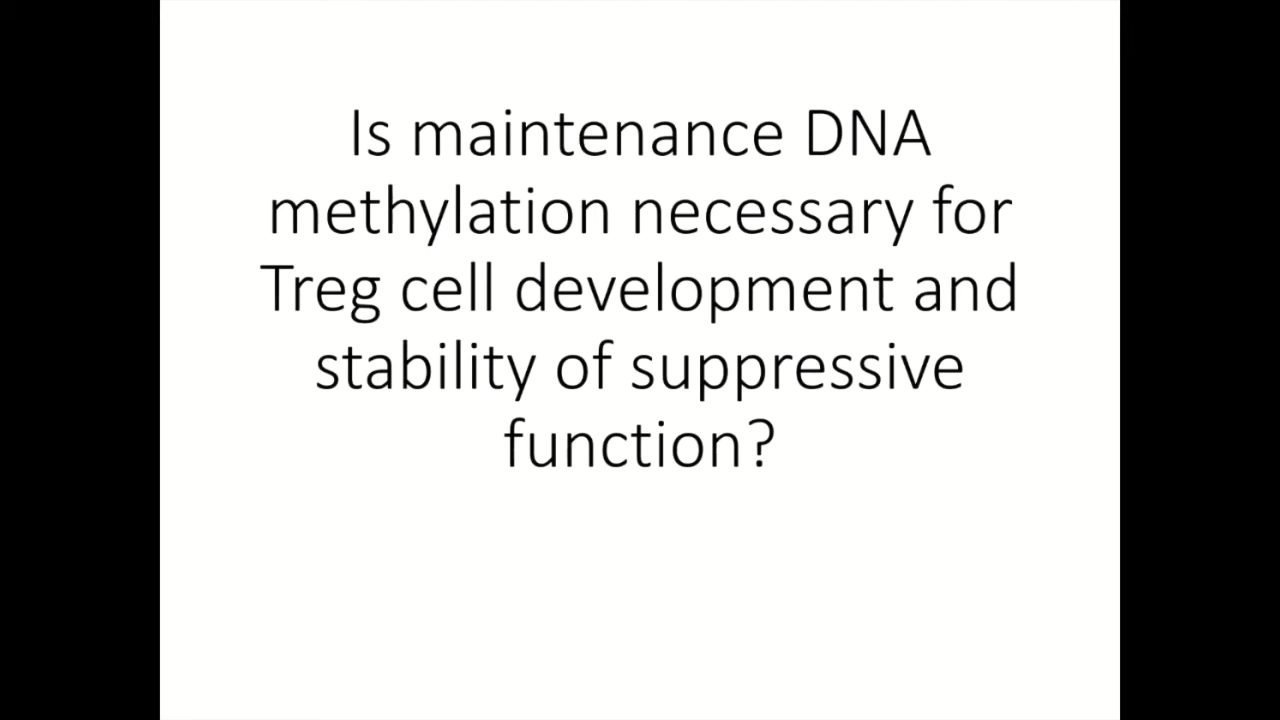 Is maintenance DNA
methylation necessary for
Treg cell development and
stability of suppressive
function?